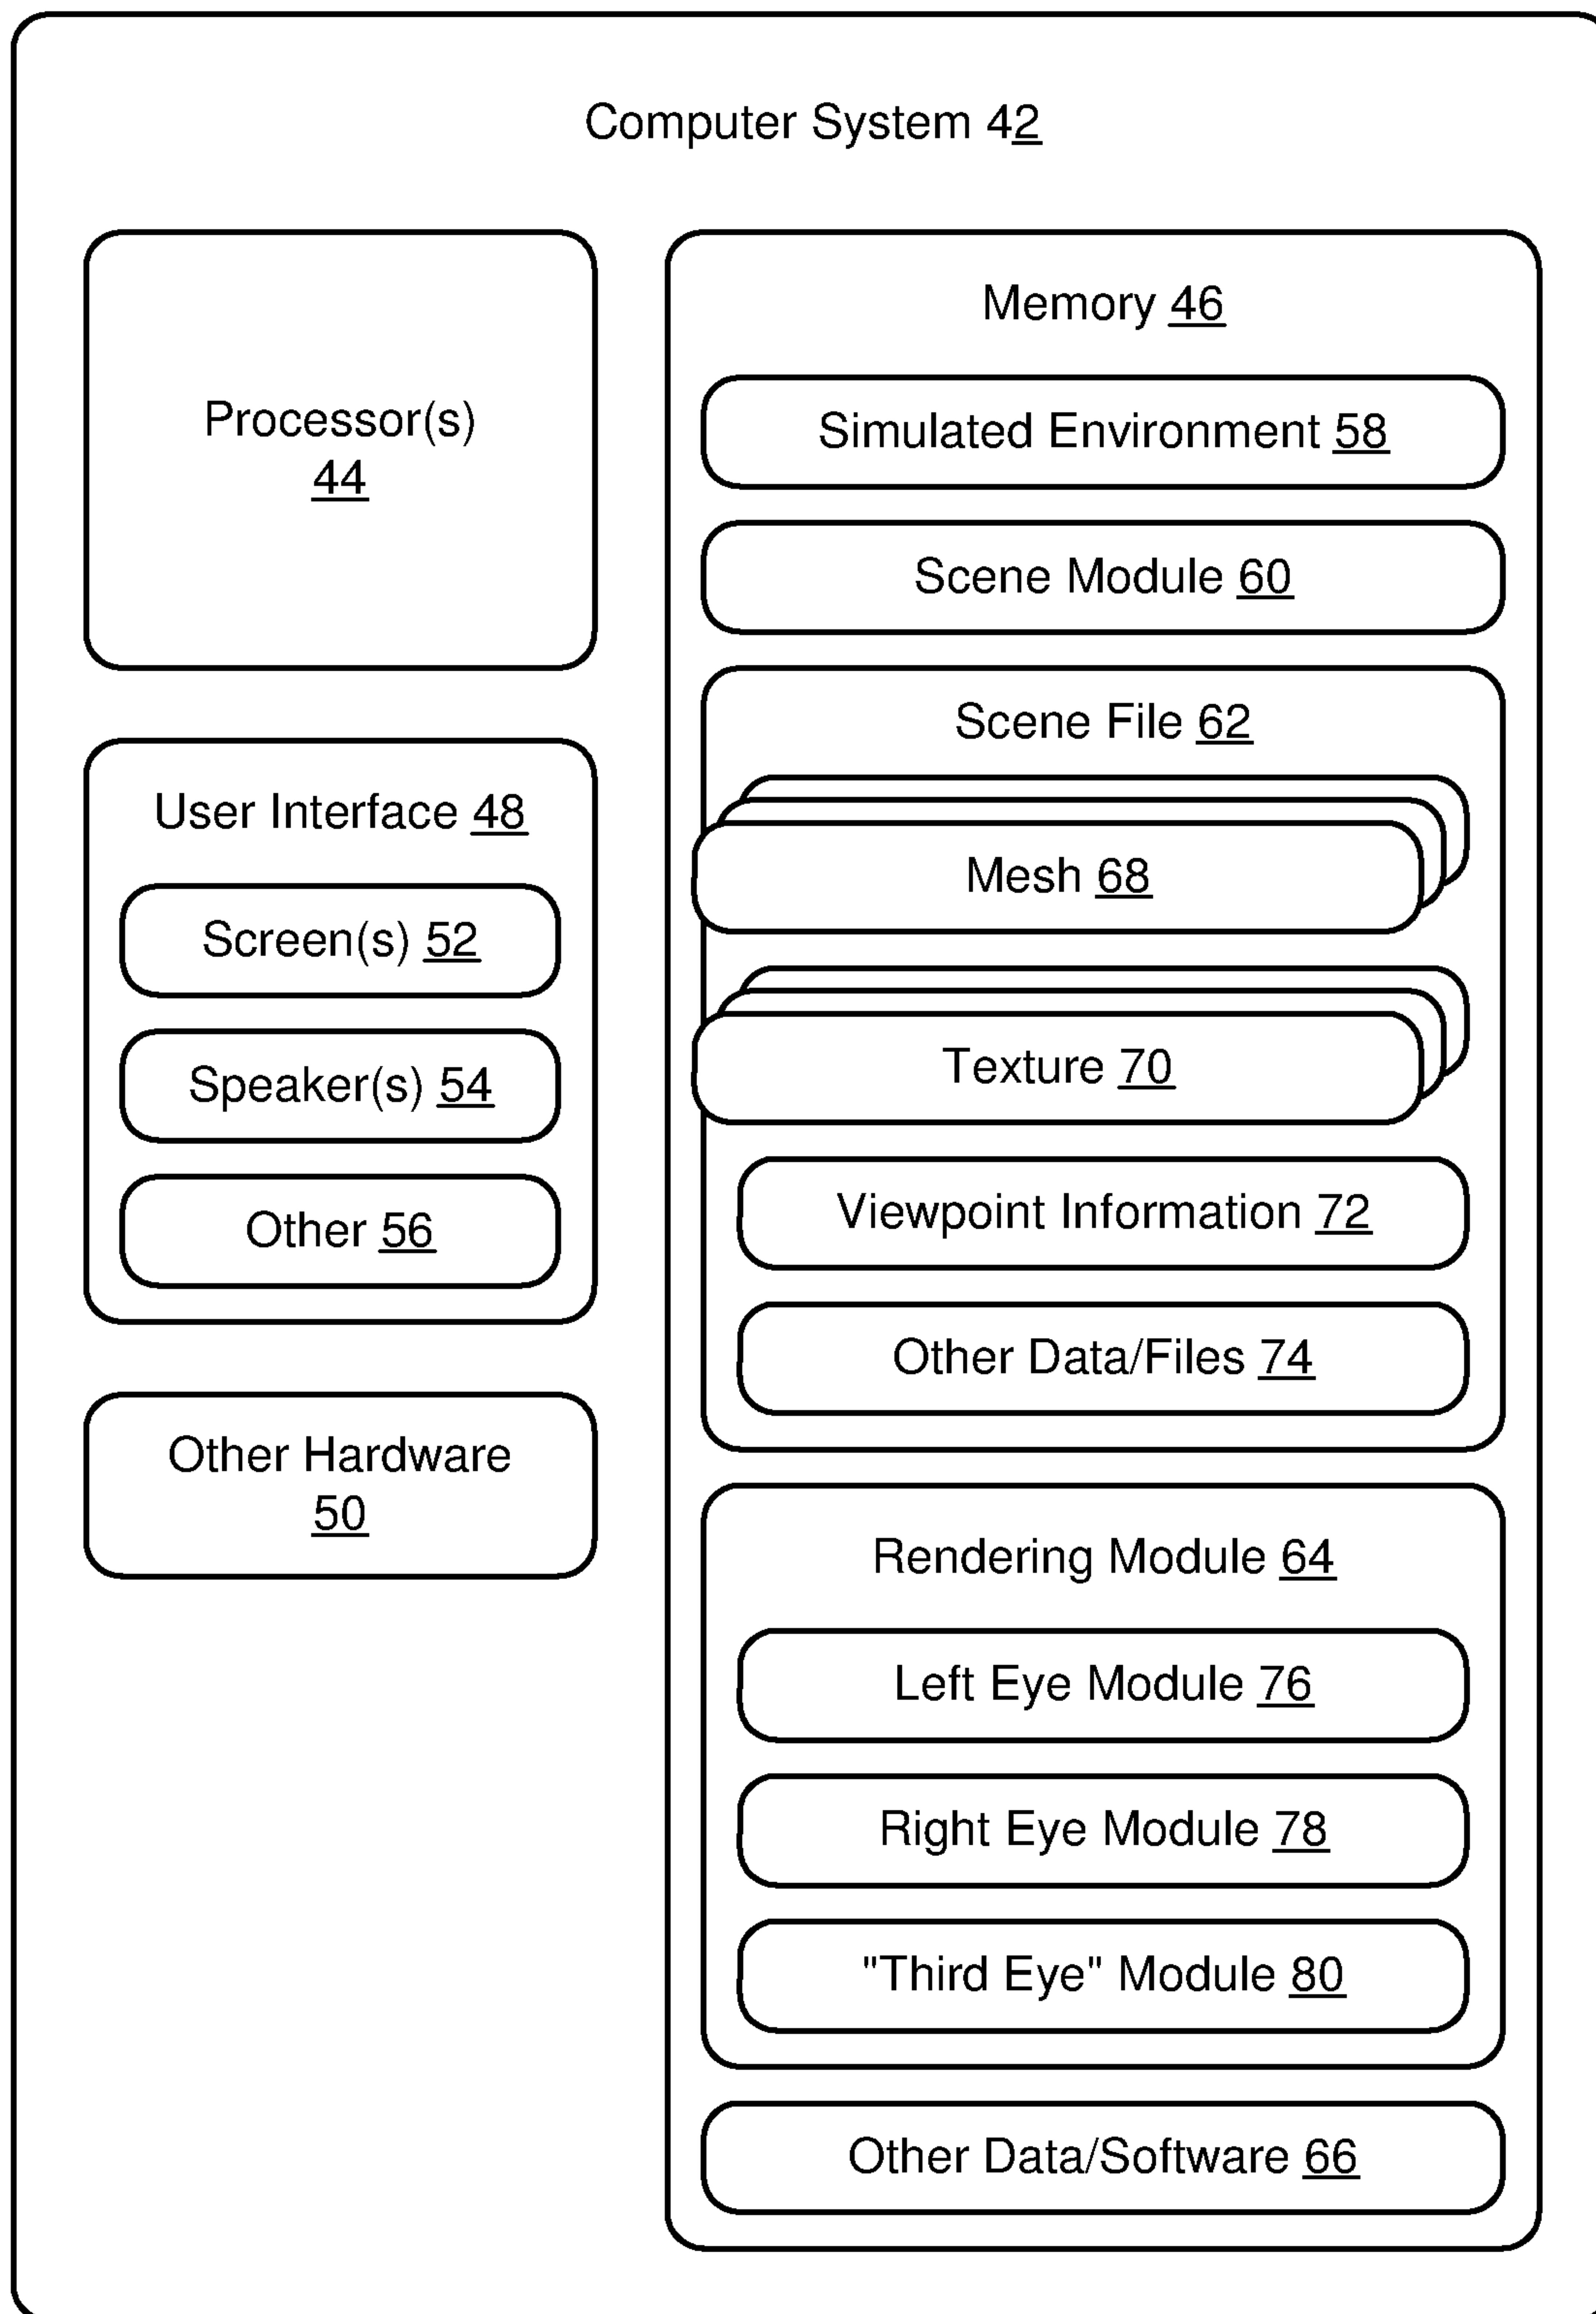 Computer System 42
Processor(s)
44
User Interface 48
Screen(s) 52
Speaker(s) 54
Other 56
Other Hardware
50
Memory 46
Simulated Environment 58
Scene Module 60
Scene File 62
Mesh 68
Texture 70
Viewpoint Information 72
Other Data/Files 74
Rendering Module 64
Left Eye Module 76
Right Eye Module 78
"Third Eye" Module 80
Other Data/Software 66